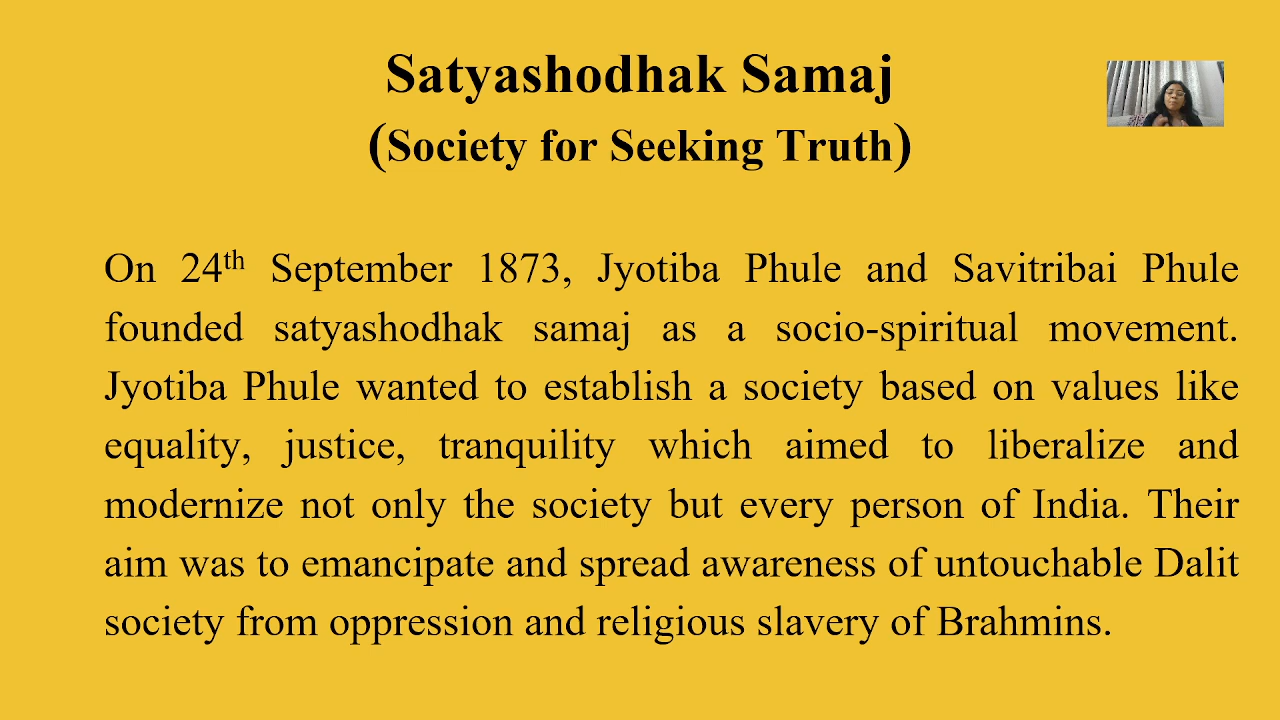 Satyashodhak Samaj
(Society for Seeking Truth)
On 24th September 1873, Jyotiba Phule and Savitribai Phule
founded satyashodhak samaj as a socio-spiritual movement.
Jyotiba Phule wanted to establish a society based on values like
equality, justice, tranquility which aimed to liberalize and
modernize not only the society but every person of India. Their
aim was to emancipate and spread awareness of untouchable Dalit
society from oppression and religious slavery of Brahmins.